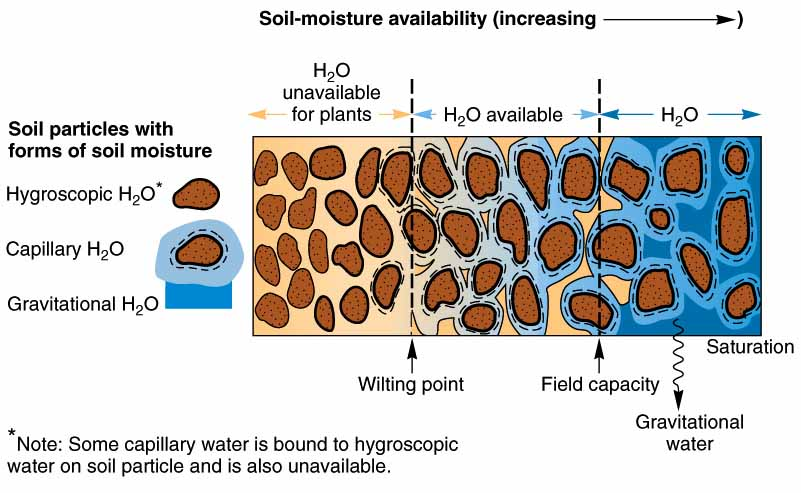 Soil-moisture availability (increasing ⟶)
H₂O
unavailable
for plants
H₂O available
H₂O
Soil particles with
forms of soil moisture
Hygroscopic H₂O*
Capillary H₂O
Gravitational H₂O
Saturation
Wilting point
Field capacity
Gravitational
water
*Note: Some capillary water is bound to hygroscopic
water on soil particle and is also unavailable.